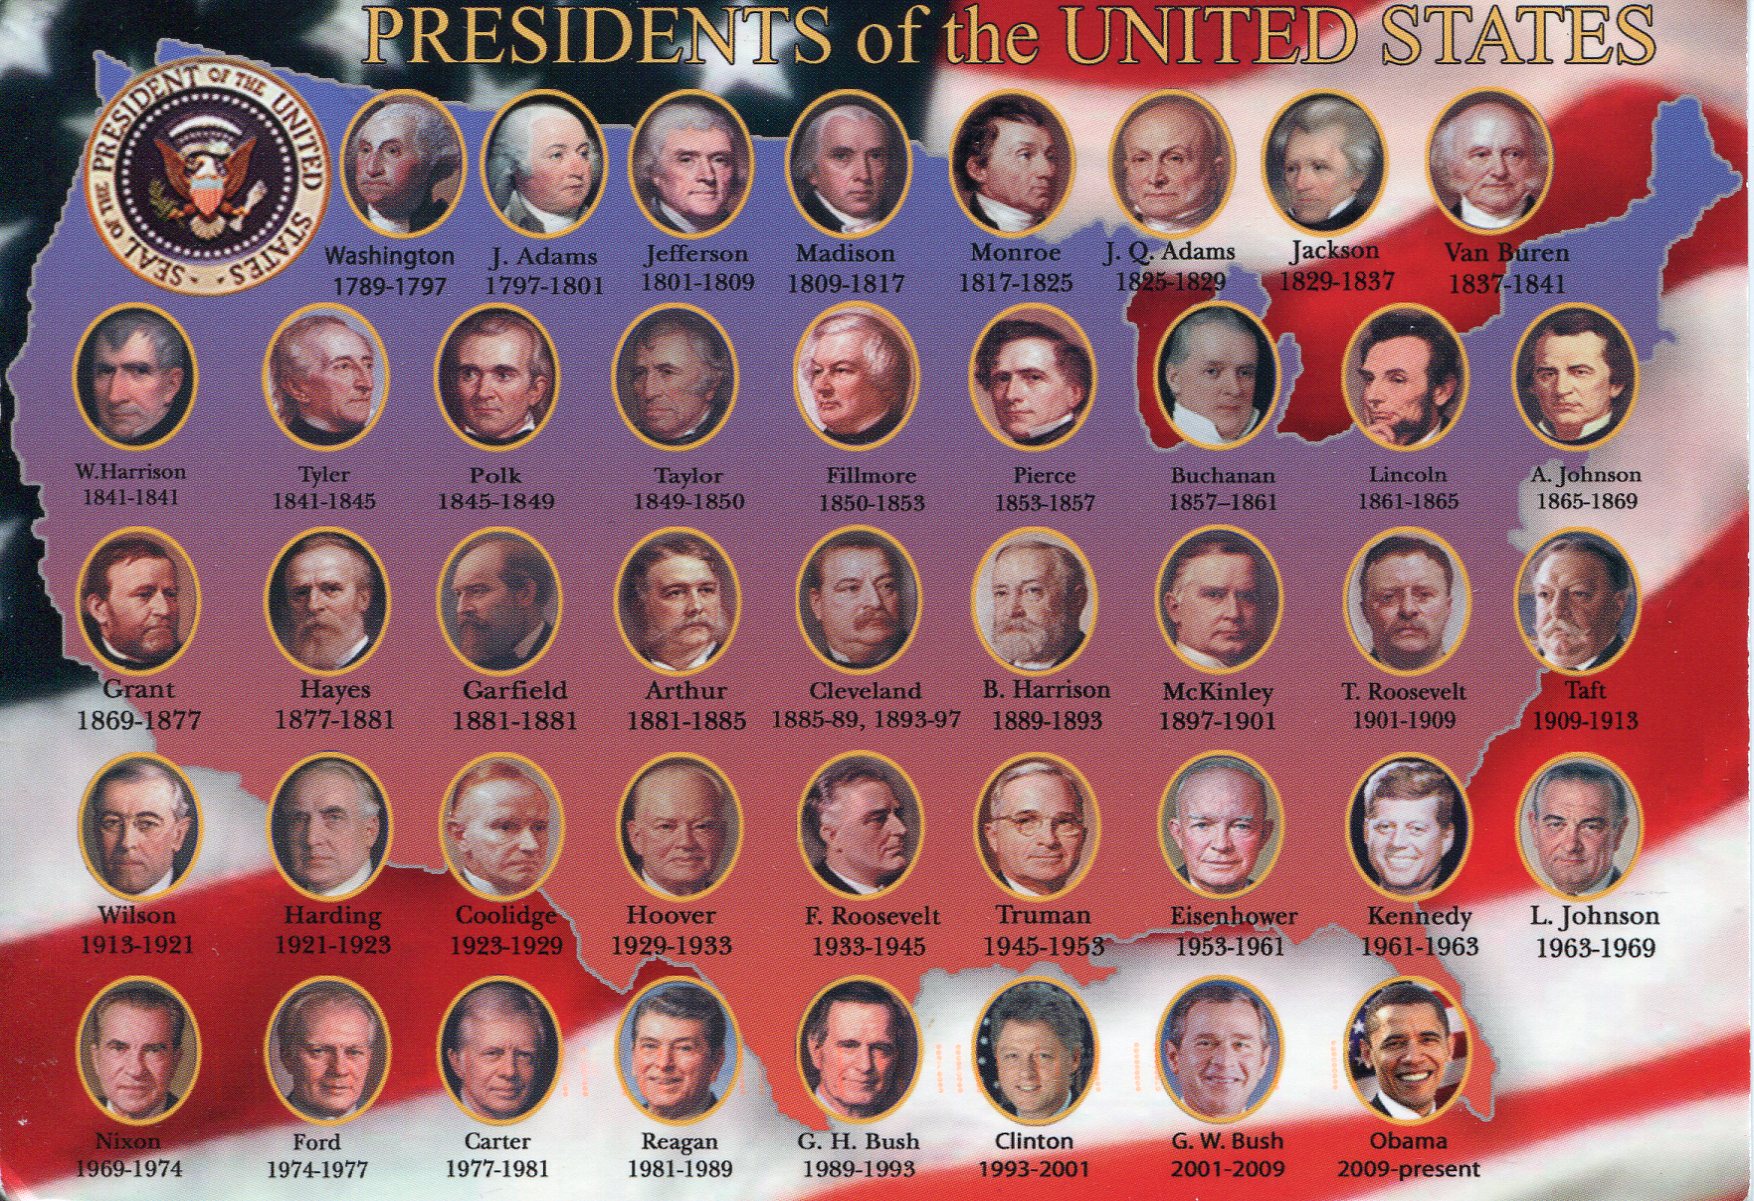 PRESIDENTS of the UNITED STATES
SEAL OF THE PRESIDENT OF THE UNITED STATES
Washington
1789-1797
J. Adams
1797-1801
Jefferson
1801-1809
Madison
1809-1817
Monroe
1817-1825
J. Q. Adams
1825-1829
Jackson
1829-1837
Van Buren
1837-1841
W.Harrison
1841-1841
Tyler
1841-1845
Polk
1845-1849
Taylor
1849-1850
Fillmore
1850-1853
Pierce
1853-1857
Buchanan
1857–1861
Lincoln
1861-1865
A. Johnson
1865-1869
Grant
1869-1877
Hayes
1877-1881
Garfield
1881-1881
Arthur
1881-1885
Cleveland
1885-89, 1893-97
B. Harrison
1889-1893
McKinley
1897-1901
T. Roosevelt
1901-1909
Taft
1909-1913
Wilson
1913-1921
Harding
1921-1923
Coolidge
1923-1929
Hoover
1929-1933
F. Roosevelt
1933-1945
Truman
1945-1953
Eisenhower
1953-1961
Kennedy
1961-1963
L. Johnson
1963-1969
Nixon
1969-1974
Ford
1974-1977
Carter
1977-1981
Reagan
1981-1989
G. H. Bush
1989-1993
Clinton
1993-2001
G. W. Bush
2001-2009
Obama
2009-present